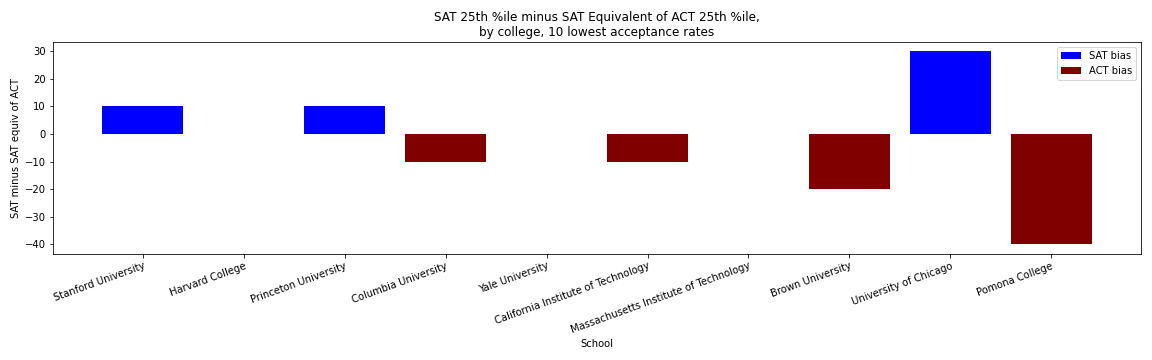 SAT 25th %ile minus SAT Equivalent of ACT 25th %ile,
by college, 10 lowest acceptance rates
SAT bias
ACT bias
SAT minus SAT equiv of ACT
30
20
10
0
−10
−20
−30
−40
Stanford University
Harvard College
Princeton University
Columbia University
Yale University
California Institute of Technology
Massachusetts Institute of Technology
Brown University
University of Chicago
Pomona College
School